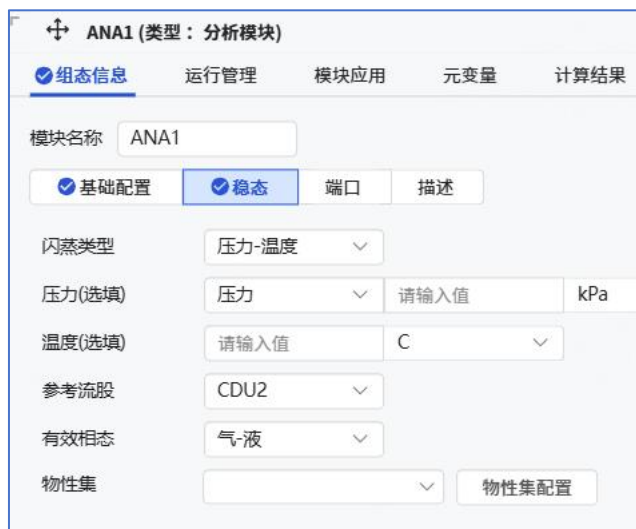 ANA1 (类型：分析模块)
组态信息 运行管理 模块应用 元变量 计算结果
模块名称 ANA1
基础配置 稳态 端口 描述
闪蒸类型 压力-温度
压力(选填) 压力 请输入值 kPa
温度(选填) 请输入值 C
参考流股 CDU2
有效相态 气-液
物性集 物性集配置